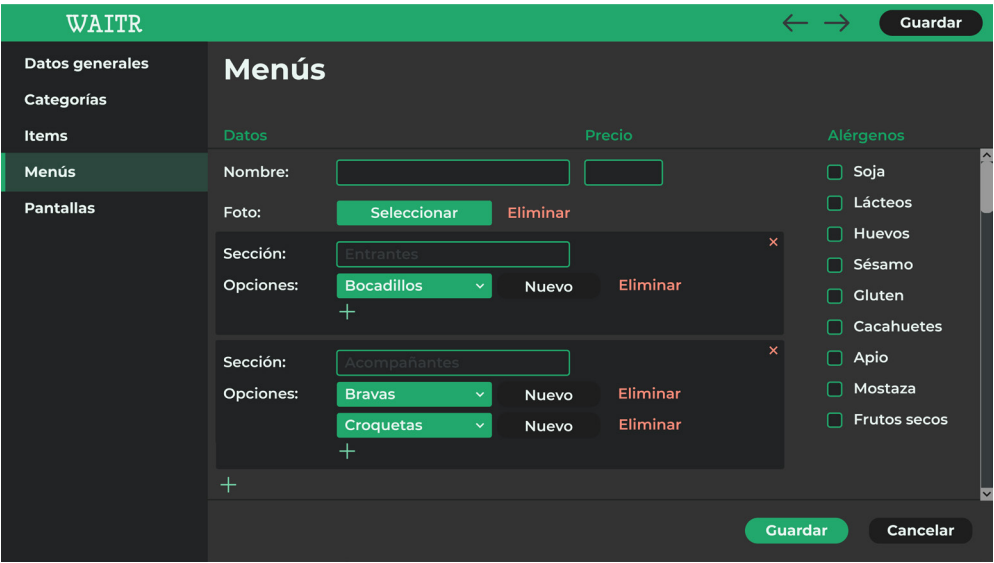 WAITR
Guardar
Datos generales
Categorías
Items
Menús
Pantallas
Menús
Datos Precio Alérgenos
Nombre:
Foto: Seleccionar Eliminar
Sección: Entrantes
Opciones: Bocadillos Nuevo Eliminar
Sección: Acompañantes
Opciones: Bravas Nuevo Eliminar
Croquetas Nuevo Eliminar
Soja
Lácteos
Huevos
Sésamo
Gluten
Cacahuetes
Apio
Mostaza
Frutos secos
Guardar Cancelar